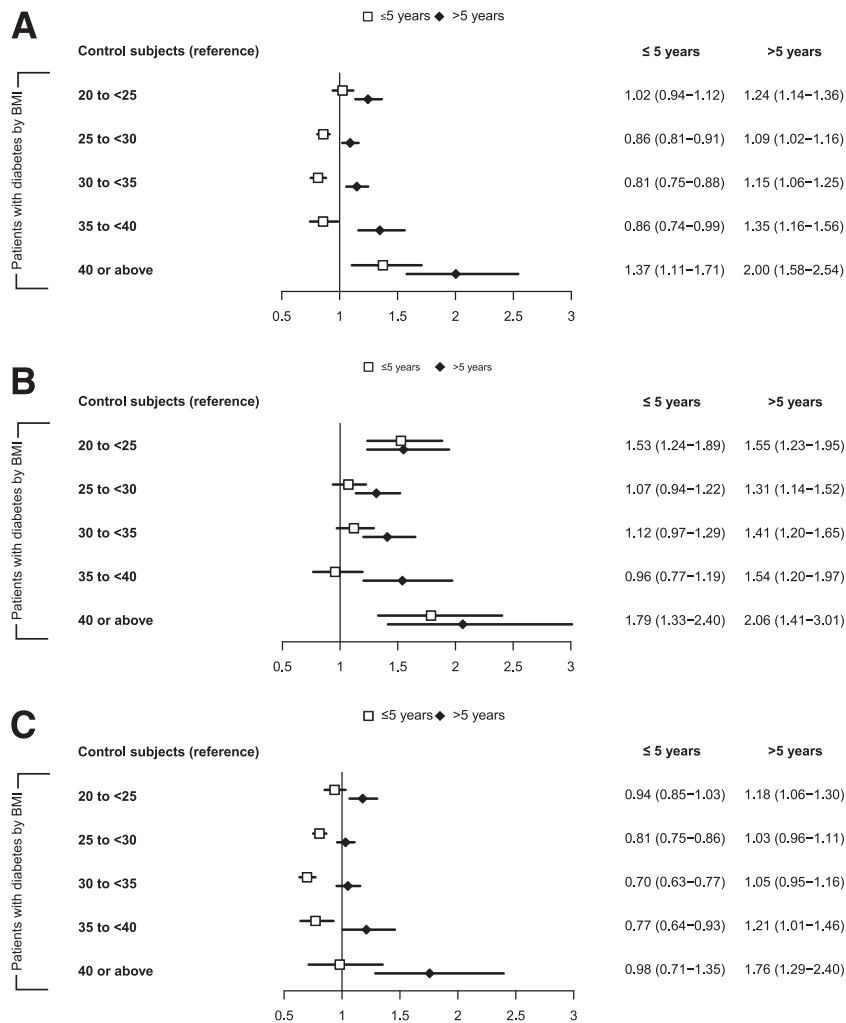 A
≤5 years >5 years
Control subjects (reference) ≤ 5 years >5 years
Patients with diabetes by BMI
20 to <25 1.02 (0.94–1.12) 1.24 (1.14–1.36)
25 to <30 0.86 (0.81–0.91) 1.09 (1.02–1.16)
30 to <35 0.81 (0.75–0.88) 1.15 (1.06–1.25)
35 to <40 0.86 (0.74–0.99) 1.35 (1.16–1.56)
40 or above 1.37 (1.11–1.71) 2.00 (1.58–2.54)
0.5 1 1.5 2 2.5 3
B
≤5 years >5 years
Control subjects (reference) ≤ 5 years >5 years
Patients with diabetes by BMI
20 to <25 1.53 (1.24–1.89) 1.55 (1.23–1.95)
25 to <30 1.07 (0.94–1.22) 1.31 (1.14–1.52)
30 to <35 1.12 (0.97–1.29) 1.41 (1.20–1.65)
35 to <40 0.96 (0.77–1.19) 1.54 (1.20–1.97)
40 or above 1.79 (1.33–2.40) 2.06 (1.41–3.01)
0.5 1 1.5 2 2.5 3
C
≤5 years >5 years
Control subjects (reference) ≤ 5 years >5 years
Patients with diabetes by BMI
20 to <25 0.94 (0.85–1.03) 1.18 (1.06–1.30)
25 to <30 0.81 (0.75–0.86) 1.03 (0.96–1.11)
30 to <35 0.70 (0.63–0.77) 1.05 (0.95–1.16)
35 to <40 0.77 (0.64–0.93) 1.21 (1.01–1.46)
40 or above 0.98 (0.71–1.35) 1.76 (1.29–2.40)
0.5 1 1.5 2 2.5 3